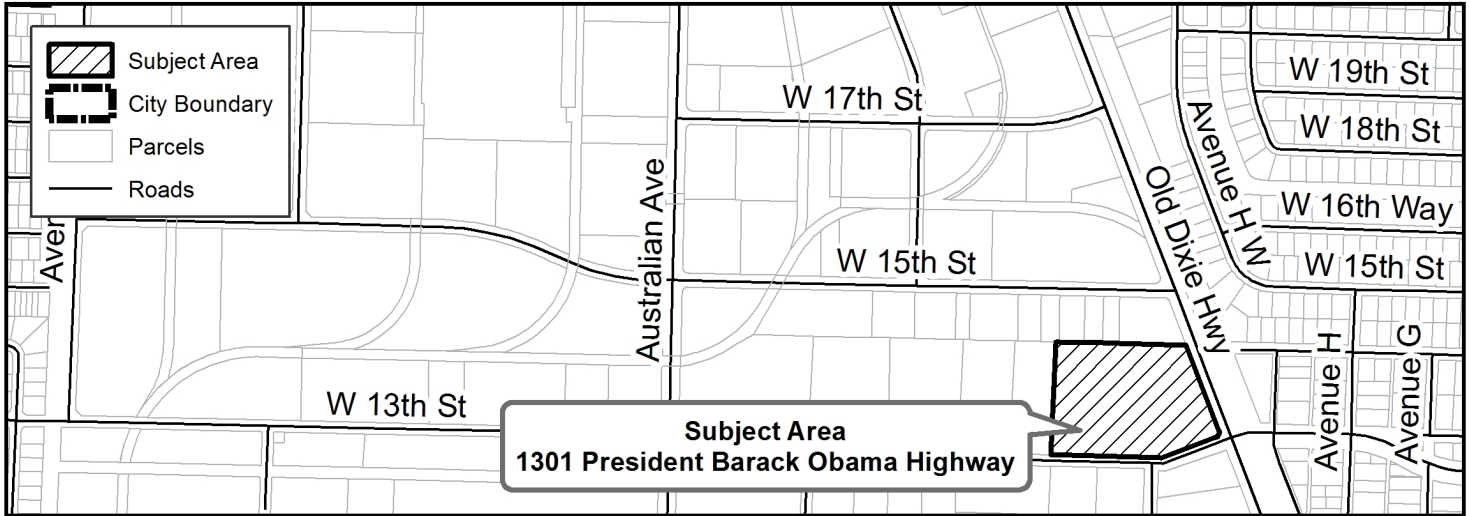 Subject Area
City Boundary
Parcels
Roads
Aven
W 17th St
W 19th St
W 18th St
Avenue H W
W 16th Way
W 15th St
Old Dixie Hwy
W 15th St
Australian Ave
W 13th St
Avenue H
Avenue G
Subject Area
1301 President Barack Obama Highway